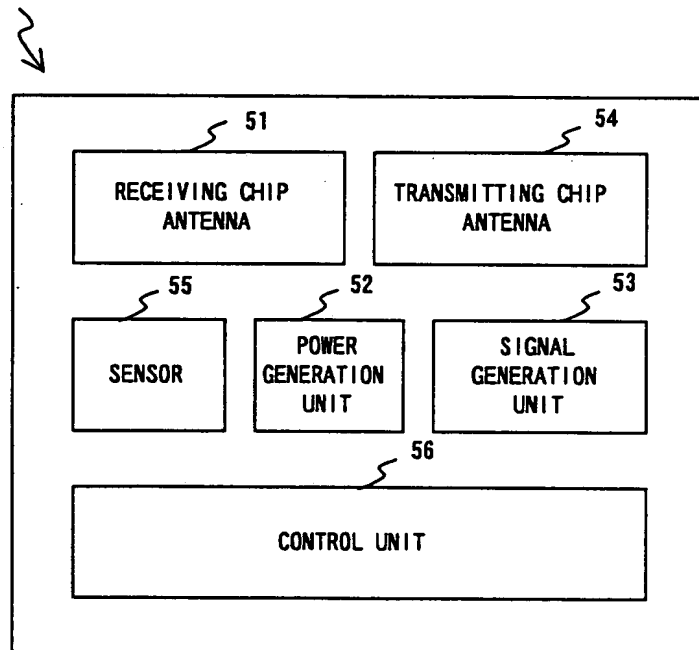 51
54
RECEIVING CHIP
ANTENNA
TRANSMITTING CHIP
ANTENNA
55
52
53
SENSOR
POWER
GENERATION
UNIT
SIGNAL
GENERATION
UNIT
56
CONTROL UNIT